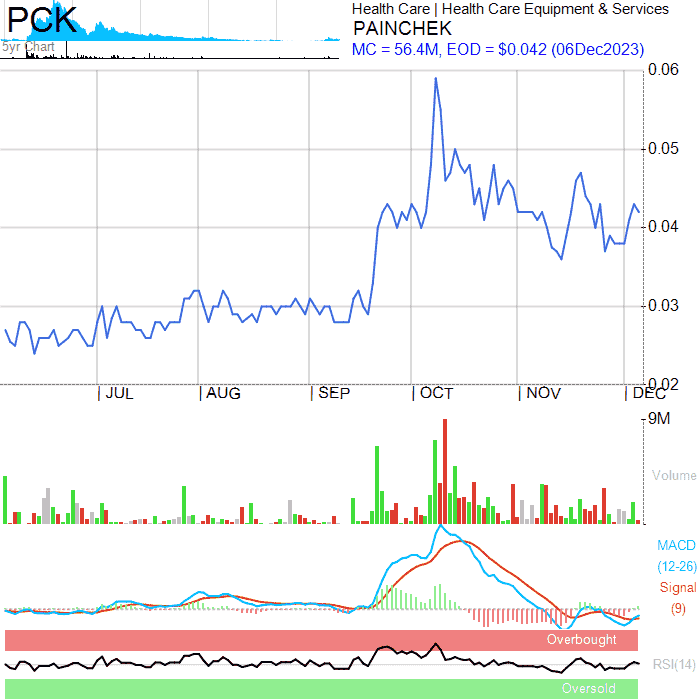 PCK
5yr Chart
Health Care | Health Care Equipment & Services
PAINCHEK
MC = 56.4M, EOD = $0.042 (06Dec2023)
0.06
0.05
0.04
0.03
0.02
| JUL | AUG | SEP | OCT | NOV | DEC
9M
Volume
MACD
(12-26)
Signal
(9)
Overbought
RSI(14)
Oversold